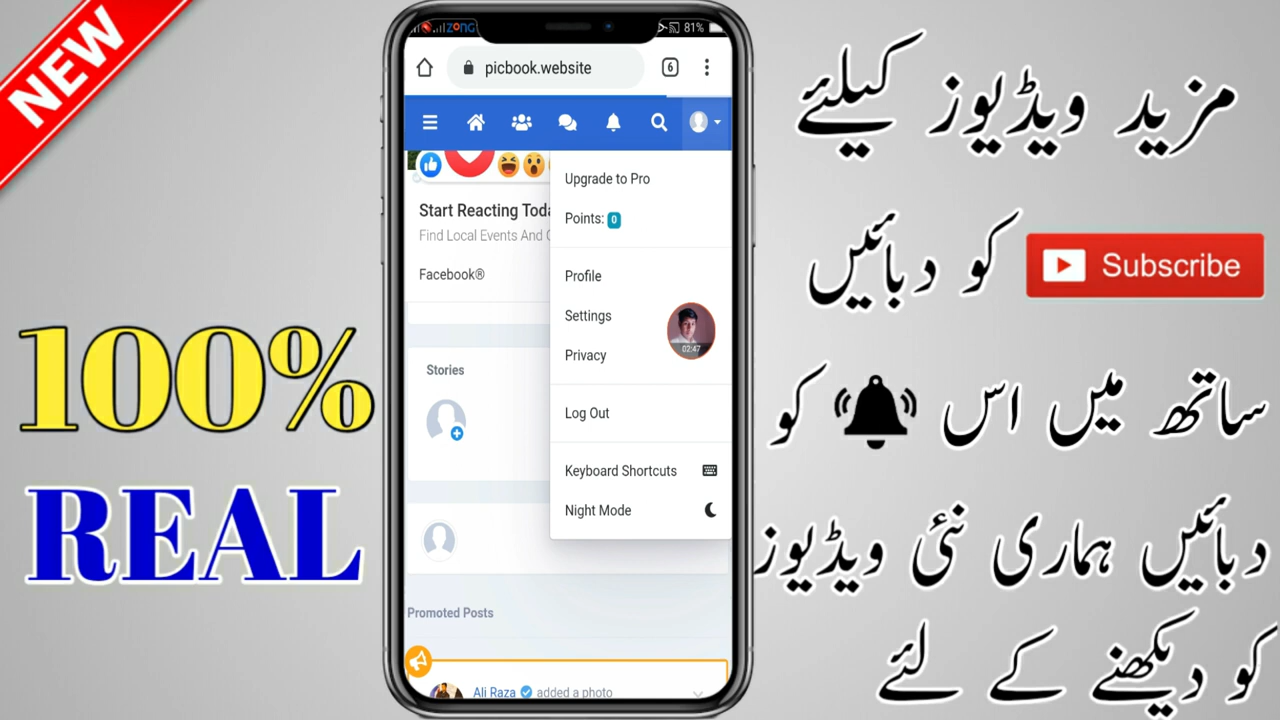 NEW
100%
REAL
ZONG
81%
picbook.website
6
Upgrade to Pro
Points: 0
Start Reacting Toda
Find Local Events And
Facebook®
Profile
Settings
Privacy
02:47
Stories
Log Out
Keyboard Shortcuts
Night Mode
Promoted Posts
Ali Raza added a photo
مزید ویڈیوز کیلئے
Subscribe کو دبائیں
ساتھ میں اس کو
دبائیں ہماری نئی ویڈیوز
کو دیکھنے کے لئے